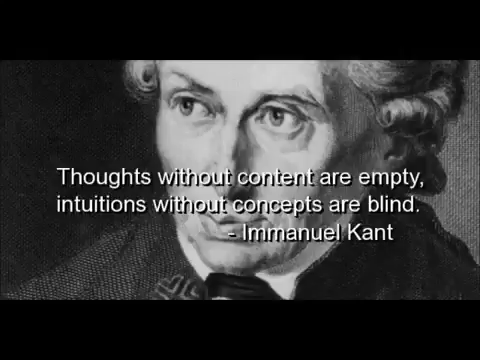 Thoughts without content are empty,
intuitions without concepts are blind.
- Immanuel Kant